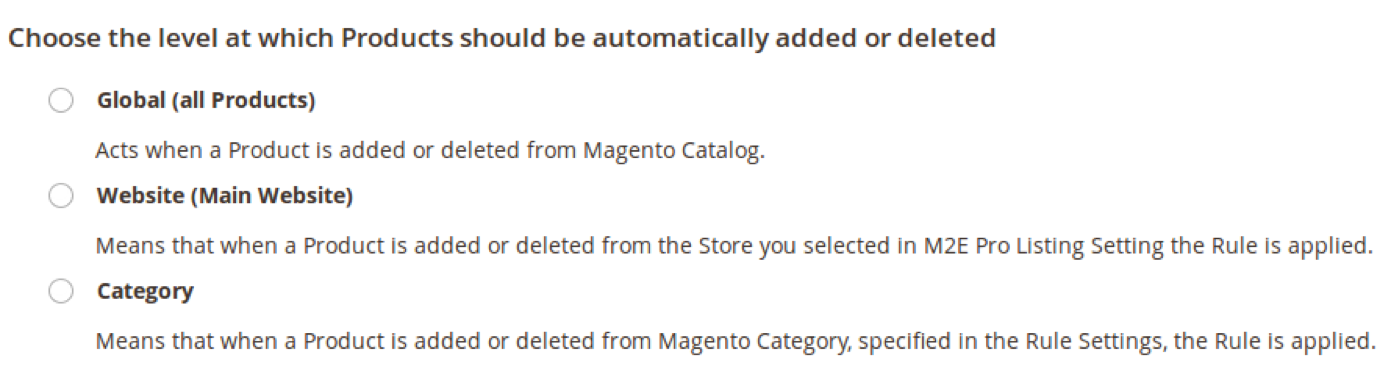 Choose the level at which Products should be automatically added or deleted
Global (all Products)
Acts when a Product is added or deleted from Magento Catalog.
Website (Main Website)
Means that when a Product is added or deleted from the Store you selected in M2E Pro Listing Setting the Rule is applied.
Category
Means that when a Product is added or deleted from Magento Category, specified in the Rule Settings, the Rule is applied.